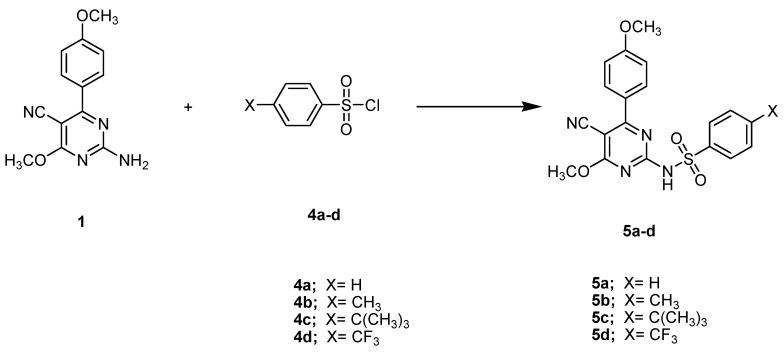 OCH₃
OCH₃
NC
N
H₃CO
N
NH₂
1
+
X
O
S
Cl
O
4a-d
NC
N
H₃CO
N
N
H
O
S
O
X
5a-d
4a; X= H
4b; X= CH₃
4c; X= C(CH₃)₃
4d; X= CF₃
5a; X= H
5b; X= CH₃
5c; X= C(CH₃)₃
5d; X= CF₃